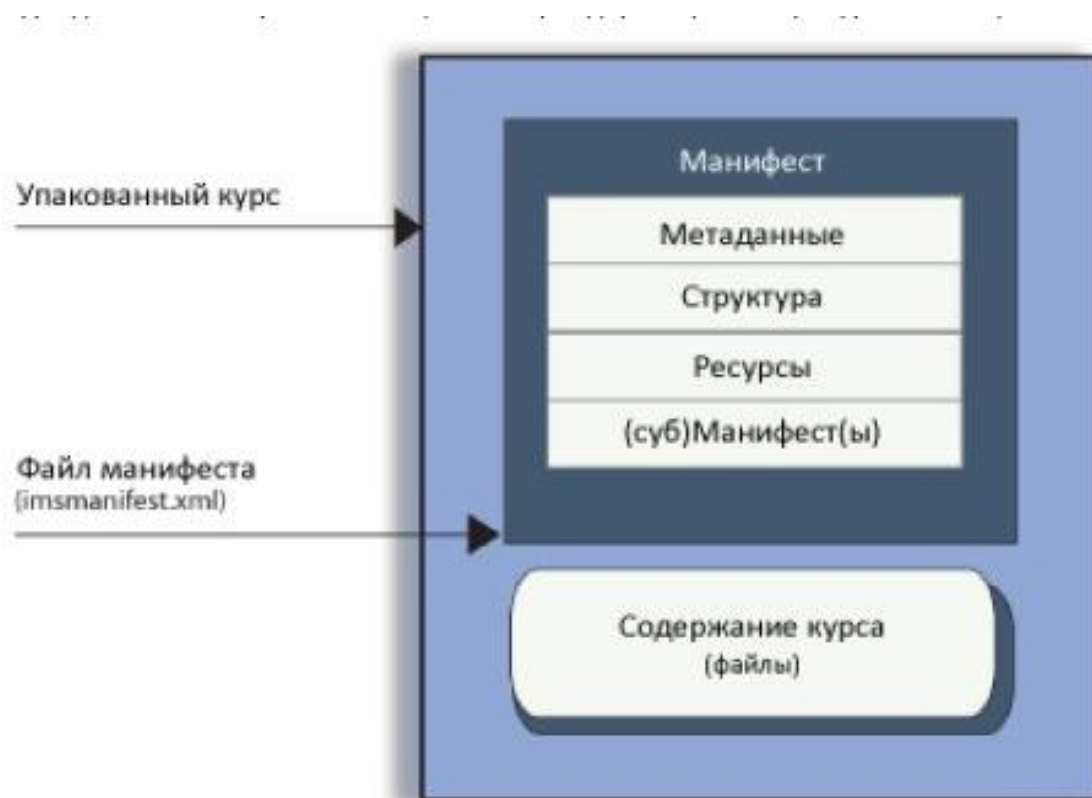 Упакованный курс
Файл манифеста
(imsmanifest.xml)
Манифест
Метаданные
Структура
Ресурсы
(суб)Манифест(ы)
Содержание курса
(файлы)